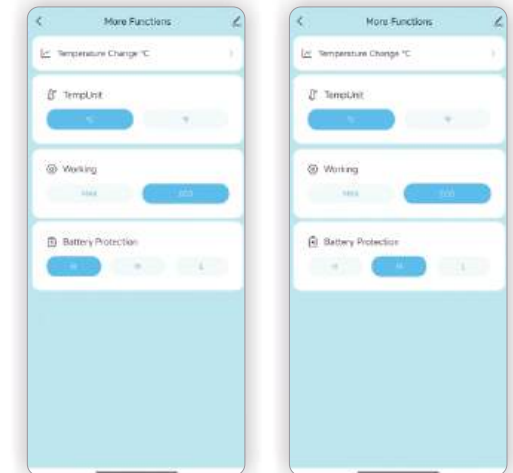 More Functions
Temperature Change °C
TempUnit
°C °F
Working
MAX ECO
Battery Protection
H M L
More Functions
Temperature Change °C
TempUnit
°C °F
Working
MAX ECO
Battery Protection
H M L